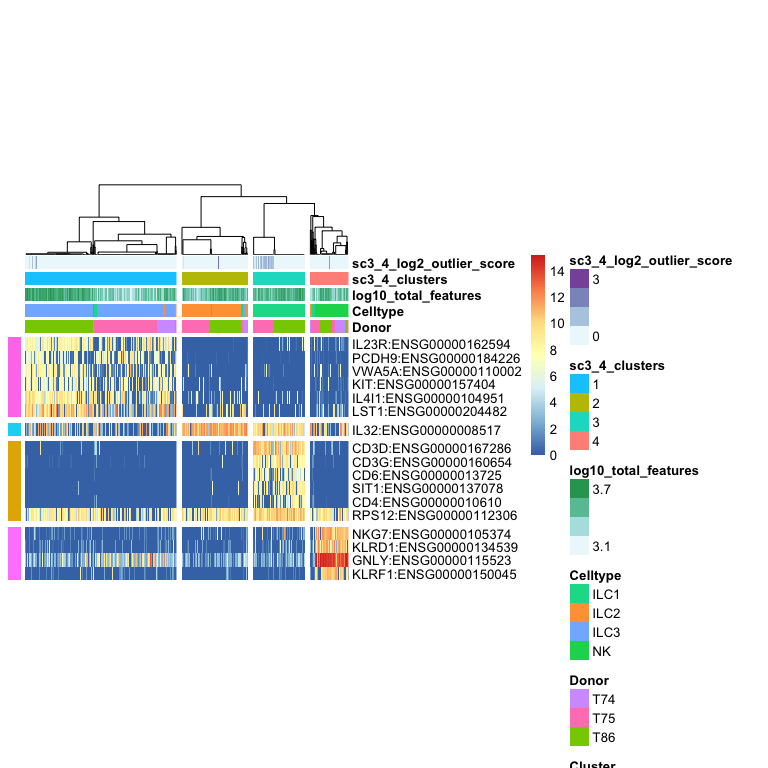 sc3_4_log2_outlier_score
sc3_4_clusters
log10_total_features
Celltype
Donor
IL23R:ENSG00000162594
PCDH9:ENSG00000184226
VWA5A:ENSG00000110002
KIT:ENSG00000157404
IL4I1:ENSG00000104951
LST1:ENSG00000204482
IL32:ENSG00000008517
CD3D:ENSG00000167286
CD3G:ENSG00000160654
CD6:ENSG00000013725
SIT1:ENSG00000137078
CD4:ENSG00000010610
RPS12:ENSG00000112306
NKG7:ENSG00000105374
KLRD1:ENSG00000134539
GNLY:ENSG00000115523
KLRF1:ENSG00000150045
14
12
10
8
6
4
2
0
sc3_4_log2_outlier_score
3
0
sc3_4_clusters
1
2
3
4
log10_total_features
3.7
3.1
Celltype
ILC1
ILC2
ILC3
NK
Donor
T74
T75
T86
Cluster